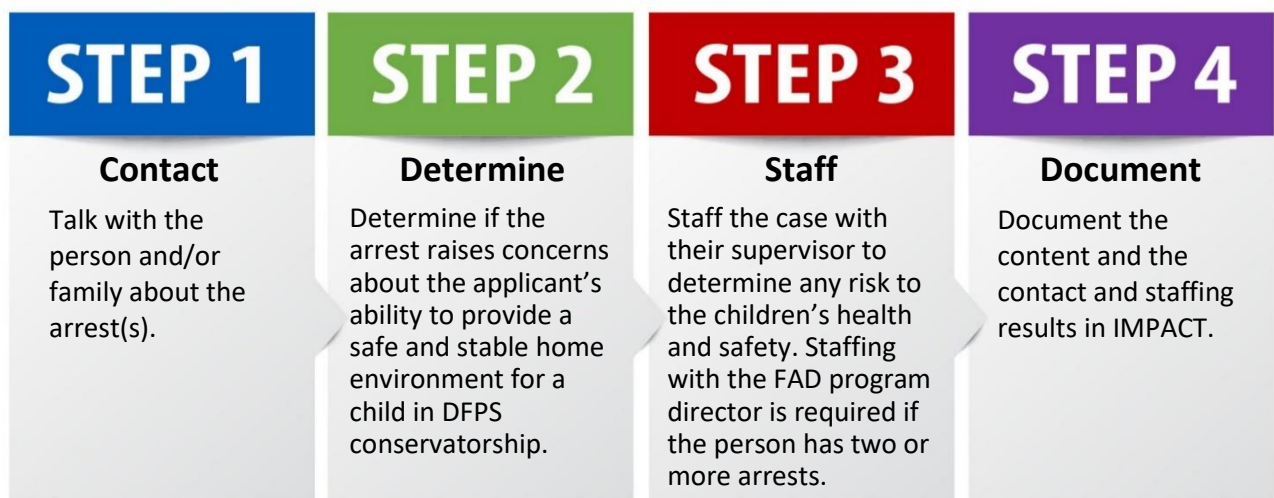 STEP 1
Contact
Talk with the
person and/or
family about the
arrest(s).
STEP 2
Determine
Determine if the
arrest raises concerns
about the applicant’s
ability to provide a
safe and stable home
environment for a
child in DFPS
conservatorship.
STEP 3
Staff
Staff the case with
their supervisor to
determine any risk to
the children’s health
and safety. Staffing
with the FAD program
director is required if
the person has two or
more arrests.
STEP 4
Document
Document the
content and the
contact and staffing
results in IMPACT.